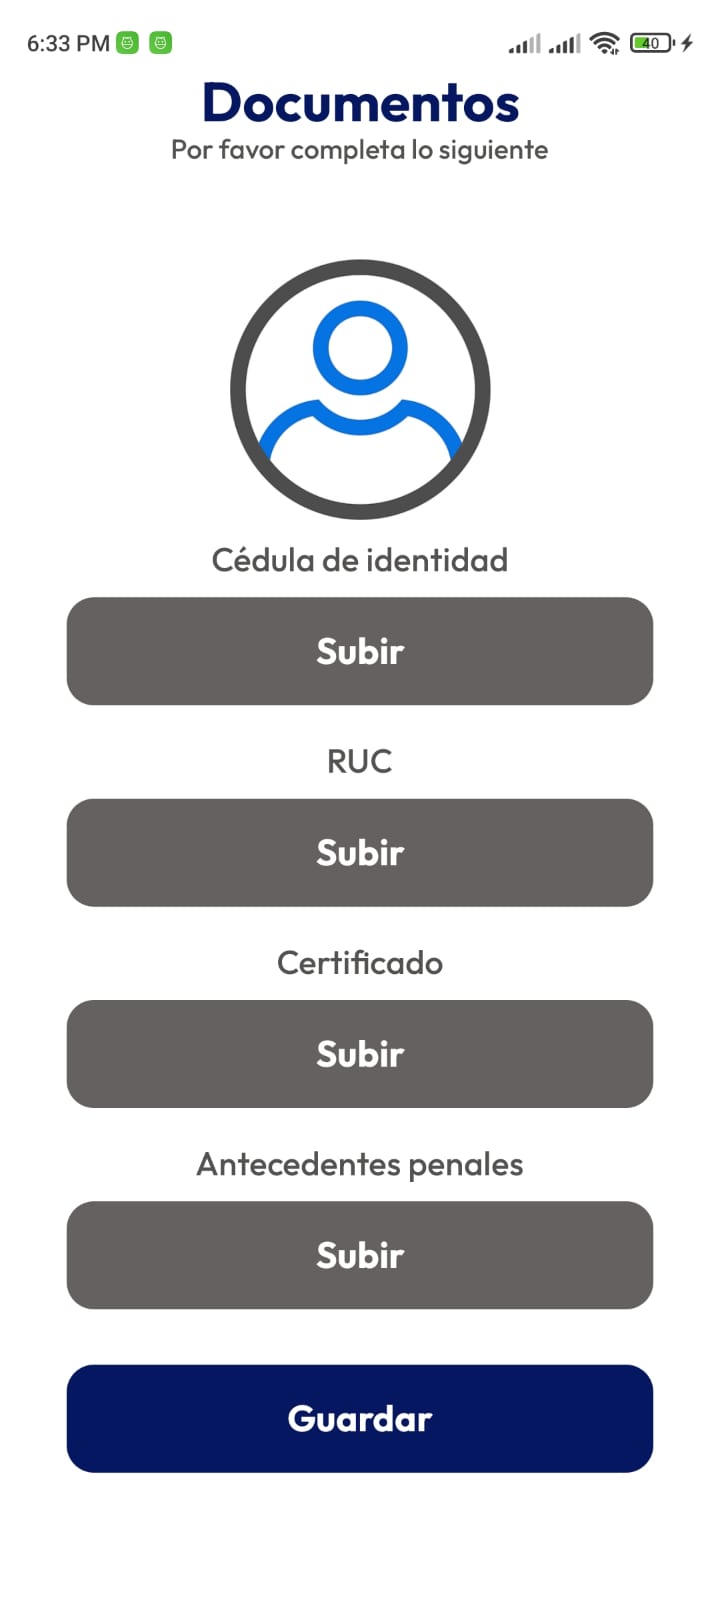 6:33 PM
40
Documentos
Por favor completa lo siguiente
Cédula de identidad
Subir
RUC
Subir
Certificado
Subir
Antecedentes penales
Subir
Guardar